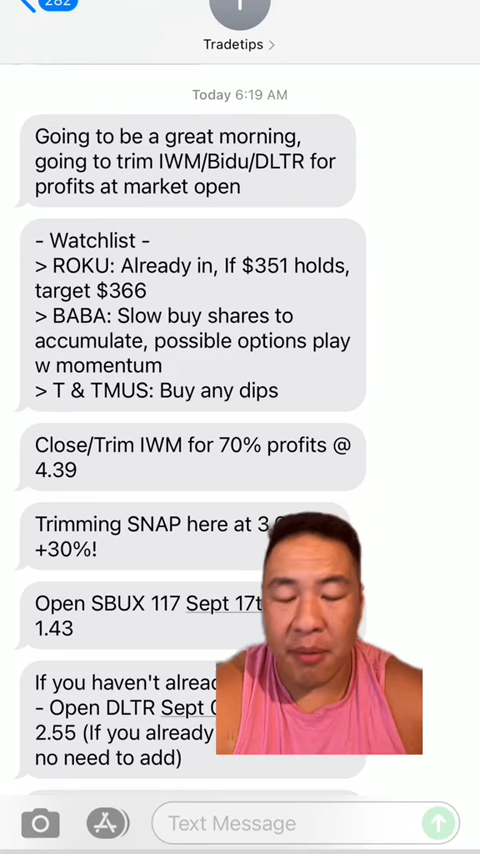 282
Tradetips >
Today 6:19 AM
Going to be a great morning,
going to trim IWM/Bidu/DLTR for
profits at market open
- Watchlist -
> ROKU: Already in, If $351 holds,
target $366
> BABA: Slow buy shares to
accumulate, possible options play
w momentum
> T & TMUS: Buy any dips
Close/Trim IWM for 70% profits @
4.39
Trimming SNAP here at
+30%!
Open SBUX 117 Sept
1.43
If you haven't
- Open DLTR Sept
2.55 (If you already
no need to add)
Text Message